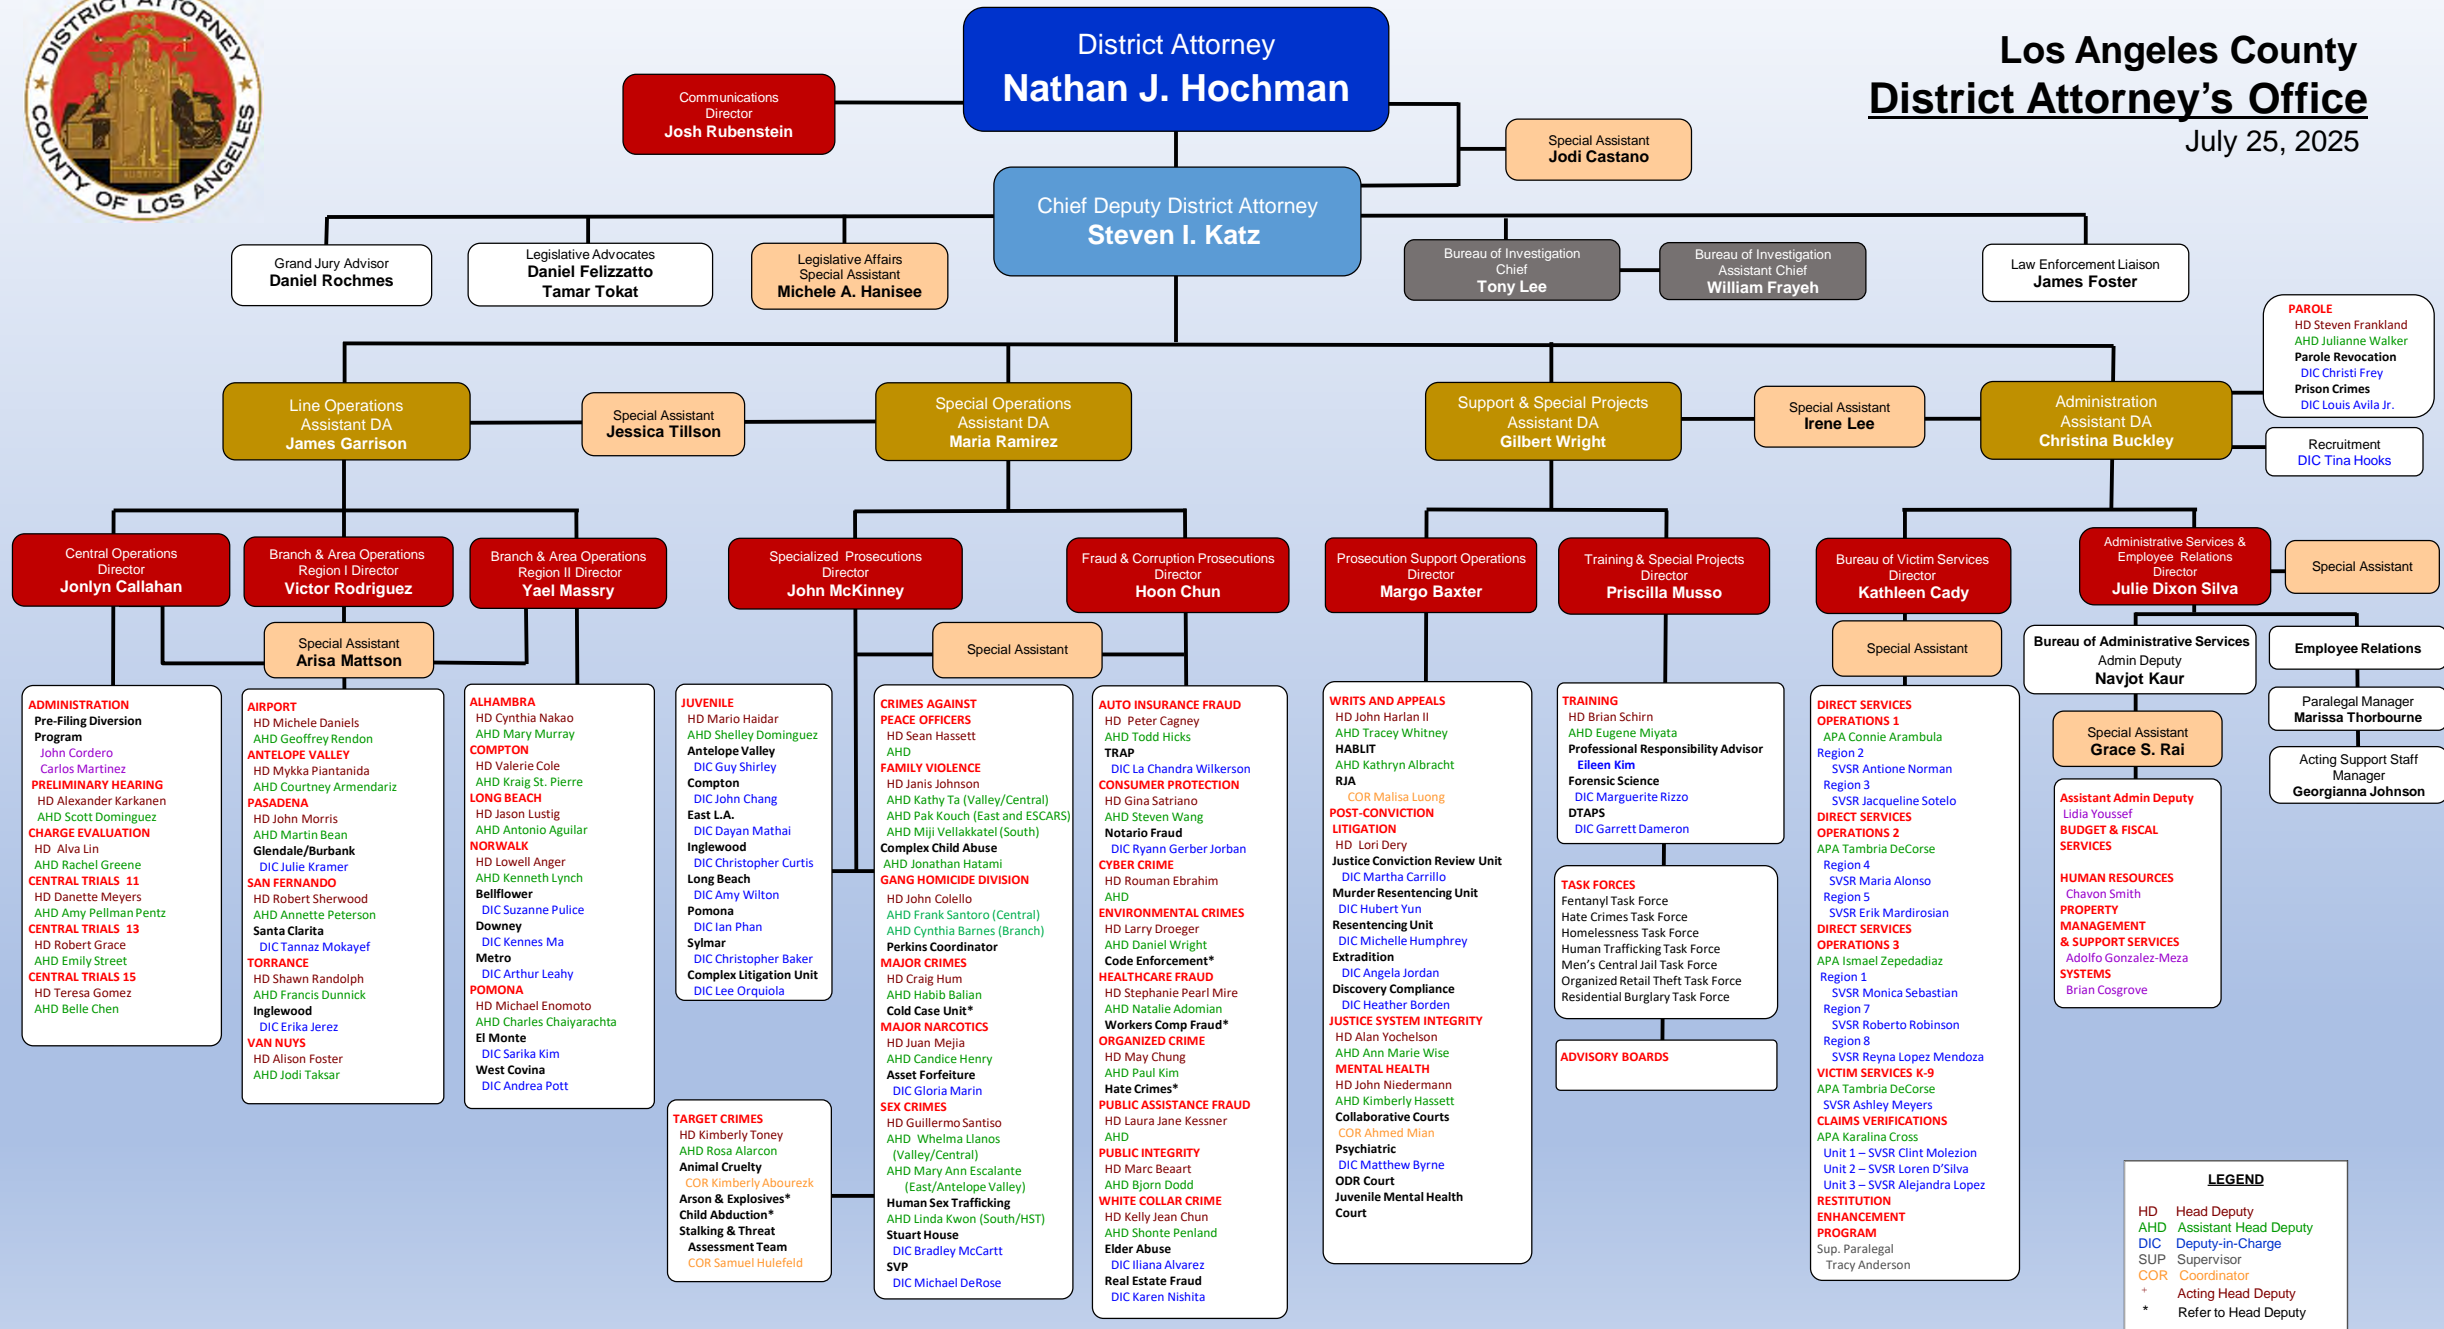 DISTRICT ATTORNEY
COUNTY OF LOS ANGELES
Los Angeles County
District Attorney’s Office
July 25, 2025
District Attorney
Nathan J. Hochman
Communications
Director
Josh Rubenstein
Special Assistant
Jodi Castano
Chief Deputy District Attorney
Steven I. Katz
Grand Jury Advisor
Daniel Rochmes
Legislative Advocates
Daniel Felizzatto
Tamar Tokat
Legislative Affairs
Special Assistant
Michele A. Hanisee
Bureau of Investigation
Chief
Tony Lee
Bureau of Investigation
Assistant Chief
William Frayeh
Law Enforcement Liaison
James Foster
PAROLE
HD Steven Frankland
AHD Julianne Walker
Parole Revocation
DIC Christi Frey
Prison Crimes
DIC Louis Avila Jr.
Recruitment
DIC Tina Hooks
Line Operations
Assistant DA
James Garrison
Special Assistant
Jessica Tillson
Special Operations
Assistant DA
Maria Ramirez
Support & Special Projects
Assistant DA
Gilbert Wright
Special Assistant
Irene Lee
Administration
Assistant DA
Christina Buckley
Central Operations
Director
Jonlyn Callahan
Branch & Area Operations
Region I Director
Victor Rodriguez
Branch & Area Operations
Region II Director
Yael Massry
Specialized Prosecutions
Director
John McKinney
Fraud & Corruption Prosecutions
Director
Hoon Chun
Prosecution Support Operations
Director
Margo Baxter
Training & Special Projects
Director
Priscilla Musso
Bureau of Victim Services
Director
Kathleen Cady
Administrative Services &
Employee Relations
Director
Julie Dixon Silva
Special Assistant
Special Assistant
Arisa Mattson
Special Assistant
Special Assistant
Bureau of Administrative Services
Admin Deputy
Navjot Kaur
Employee Relations
Paralegal Manager
Marissa Thorbourne
Special Assistant
Grace S. Rai
Acting Support Staff
Manager
Georgianna Johnson
ADMINISTRATION
Pre-Filing Diversion
Program
John Cordero
Carlos Martinez
PRELIMINARY HEARING
HD Alexander Karkanen
AHD Scott Dominguez
CHARGE EVALUATION
HD Alva Lin
AHD Rachel Greene
CENTRAL TRIALS 11
HD Danette Meyers
AHD Amy Pellman Pentz
CENTRAL TRIALS 13
HD Robert Grace
AHD Emily Street
CENTRAL TRIALS 15
HD Teresa Gomez
AHD Belle Chen
AIRPORT
HD Michele Daniels
AHD Geoffrey Rendon
ANTELOPE VALLEY
HD Mykka Piantanida
AHD Courtney Armendariz
PASADENA
HD John Morris
AHD Martin Bean
Glendale/Burbank
DIC Julie Kramer
SAN FERNANDO
HD Robert Sherwood
AHD Annette Peterson
Santa Clarita
DIC Tannaz Mokayef
TORRANCE
HD Shawn Randolph
AHD Francis Dunnick
Inglewood
DIC Erika Jerez
VAN NUYS
HD Alison Foster
AHD Jodi Taksar
ALHAMBRA
HD Cynthia Nakao
AHD Mary Murray
COMPTON
HD Valerie Cole
AHD Kraig St. Pierre
LONG BEACH
HD Jason Lustig
AHD Antonio Aguilar
NORWALK
HD Lowell Anger
AHD Kenneth Lynch
Bellflower
DIC Suzanne Pulice
Downey
DIC Kennes Ma
Metro
DIC Arthur Leahy
POMONA
HD Michael Enomoto
AHD Charles Chaiyarachta
El Monte
DIC Sarika Kim
West Covina
DIC Andrea Pott
JUVENILE
HD Mario Haidar
AHD Shelley Dominguez
Antelope Valley
DIC Guy Shirley
Compton
DIC John Chang
East L.A.
DIC Dayan Mathai
Inglewood
DIC Christopher Curtis
Long Beach
DIC Amy Wilton
Pomona
DIC Ian Phan
Sylmar
DIC Christopher Baker
Complex Litigation Unit
DIC Lee Orquiola
TARGET CRIMES
HD Kimberly Toney
AHD Rosa Alarcon
Animal Cruelty
COR Kimberly Abourezk
Arson & Explosives*
Child Abduction*
Stalking & Threat
Assessment Team
COR Samuel Hulefeld
CRIMES AGAINST
PEACE OFFICERS
HD Sean Hassett
AHD
FAMILY VIOLENCE
HD Janis Johnson
AHD Kathy Ta (Valley/Central)
AHD Pak Kouch (East and ESCARS)
AHD Miji Vellakkatel (South)
Complex Child Abuse
AHD Jonathan Hatami
GANG HOMICIDE DIVISION
HD John Colello
AHD Frank Santoro (Central)
AHD Cynthia Barnes (Branch)
Perkins Coordinator
MAJOR CRIMES
HD Craig Hum
AHD Habib Balian
Cold Case Unit*
MAJOR NARCOTICS
HD Juan Mejia
AHD Candice Henry
Asset Forfeiture
DIC Gloria Marin
SEX CRIMES
HD Guillermo Santiso
AHD Whelma Llanos
(Valley/Central)
AHD Mary Ann Escalante
(East/Antelope Valley)
Human Sex Trafficking
AHD Linda Kwon (South/HST)
Stuart House
DIC Bradley McCartt
SVP
DIC Michael DeRose
AUTO INSURANCE FRAUD
HD Peter Cagney
AHD Todd Hicks
TRAP
DIC La Chandra Wilkerson
CONSUMER PROTECTION
HD Gina Satriano
AHD Steven Wang
Notario Fraud
DIC Ryann Gerber Jorban
CYBER CRIME
HD Rouman Ebrahim
AHD
ENVIRONMENTAL CRIMES
HD Larry Droeger
AHD Daniel Wright
Code Enforcement*
HEALTHCARE FRAUD
HD Stephanie Pearl Mire
AHD Natalie Adomian
Workers Comp Fraud*
ORGANIZED CRIME
HD May Chung
AHD Paul Kim
Hate Crimes*
PUBLIC ASSISTANCE FRAUD
HD Laura Jane Kessner
AHD
PUBLIC INTEGRITY
HD Marc Beaart
AHD Bjorn Dodd
WHITE COLLAR CRIME
HD Kelly Jean Chun
AHD Shonte Penland
Elder Abuse
DIC Iliana Alvarez
Real Estate Fraud
DIC Karen Nishita
WRITS AND APPEALS
HD John Harlan II
AHD Tracey Whitney
HABLIT
AHD Kathryn Albracht
RJA
COR Malisa Luong
POST-CONVICTION
LITIGATION
HD Lori Dery
Justice Conviction Review Unit
DIC Martha Carrillo
Murder Resentencing Unit
DIC Hubert Yun
Resentencing Unit
DIC Michelle Humphrey
Extradition
DIC Angela Jordan
Discovery Compliance
DIC Heather Borden
JUSTICE SYSTEM INTEGRITY
HD Alan Yochelson
AHD Ann Marie Wise
MENTAL HEALTH
HD John Niedermann
AHD Kimberly Hassett
Collaborative Courts
COR Ahmed Mian
Psychiatric
DIC Matthew Byrne
ODR Court
Juvenile Mental Health
Court
TRAINING
HD Brian Schirn
AHD Eugene Miyata
Professional Responsibility Advisor
Eileen Kim
Forensic Science
DIC Marguerite Rizzo
DTAPS
DIC Garrett Dameron
TASK FORCES
Fentanyl Task Force
Hate Crimes Task Force
Homelessness Task Force
Human Trafficking Task Force
Men’s Central Jail Task Force
Organized Retail Theft Task Force
Residential Burglary Task Force
ADVISORY BOARDS
DIRECT SERVICES
OPERATIONS 1
APA Connie Arambula
Region 2
SVSR Antione Norman
Region 3
SVSR Jacqueline Sotelo
DIRECT SERVICES
OPERATIONS 2
APA Tambria DeCorse
Region 4
SVSR Maria Alonso
Region 5
SVSR Erik Mardirosian
DIRECT SERVICES
OPERATIONS 3
APA Ismael Zepedadiaz
Region 1
SVSR Monica Sebastian
Region 7
SVSR Roberto Robinson
Region 8
SVSR Reyna Lopez Mendoza
VICTIM SERVICES K-9
APA Tambria DeCorse
SVSR Ashley Meyers
CLAIMS VERIFICATIONS
APA Karalina Cross
Unit 1 – SVSR Clint Molezion
Unit 2 – SVSR Loren D’Silva
Unit 3 – SVSR Alejandra Lopez
RESTITUTION
ENHANCEMENT
PROGRAM
Sup. Paralegal
Tracy Anderson
Assistant Admin Deputy
Lidia Youssef
BUDGET & FISCAL
SERVICES
HUMAN RESOURCES
Chavon Smith
PROPERTY
MANAGEMENT
& SUPPORT SERVICES
Adolfo Gonzalez-Meza
SYSTEMS
Brian Cosgrove
LEGEND
HD Head Deputy
AHD Assistant Head Deputy
DIC Deputy-in-Charge
SUP Supervisor
COR Coordinator
+ Acting Head Deputy
* Refer to Head Deputy